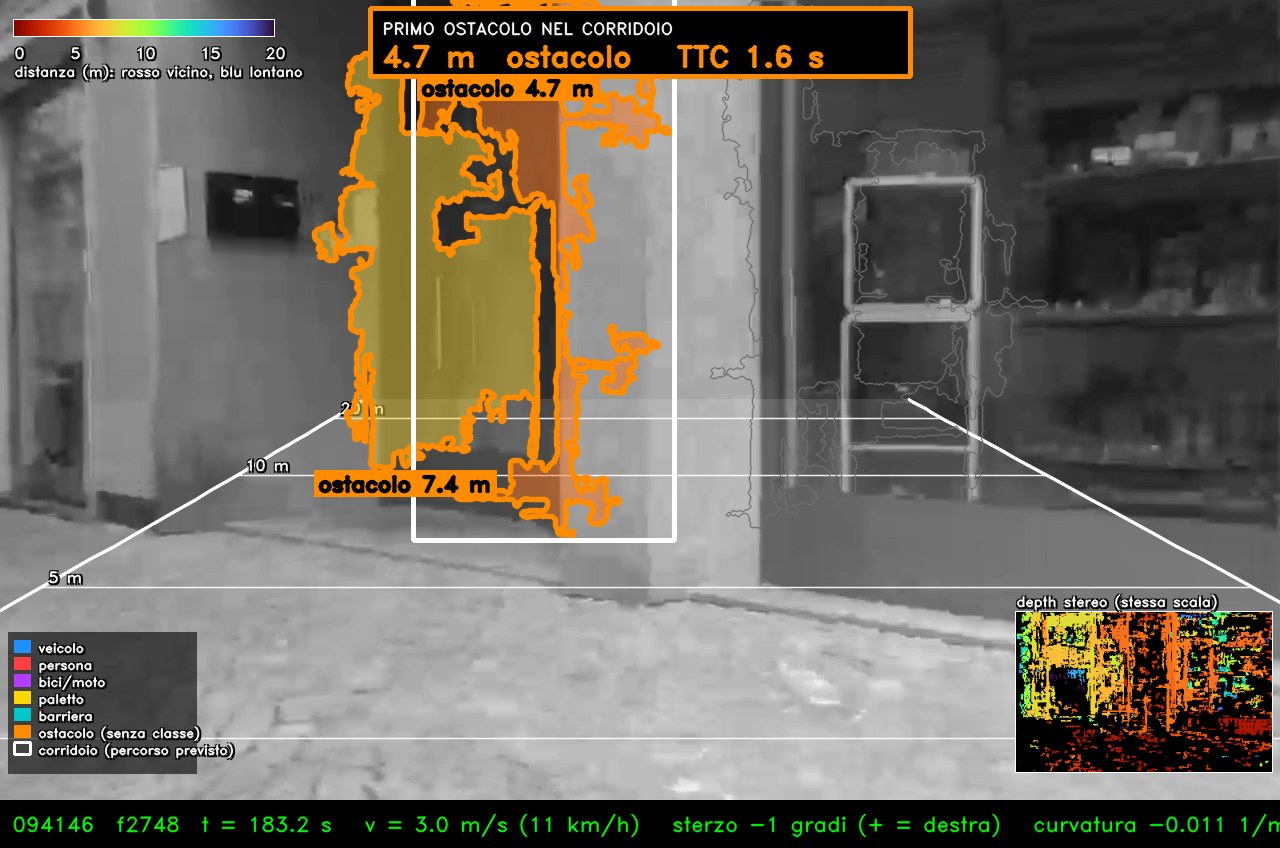 PRIMO OSTACOLO NEL CORRIDOIO
4.7 m ostacolo TTC 1.6 s
0 5 10 15 20
distanza (m): rosso vicino, blu lontano
ostacolo 4.7 m
20 m
10 m
ostacolo 7.4 m
5 m
depth stereo (stessa scala)
veicolo
persona
bici/moto
paletto
barriera
ostacolo (senza classe)
corridoio (percorso previsto)
094146 f2748 t = 183.2 s v = 3.0 m/s (11 km/h) sterzo -1 gradi (+ = destra) curvatura -0.011 1/m